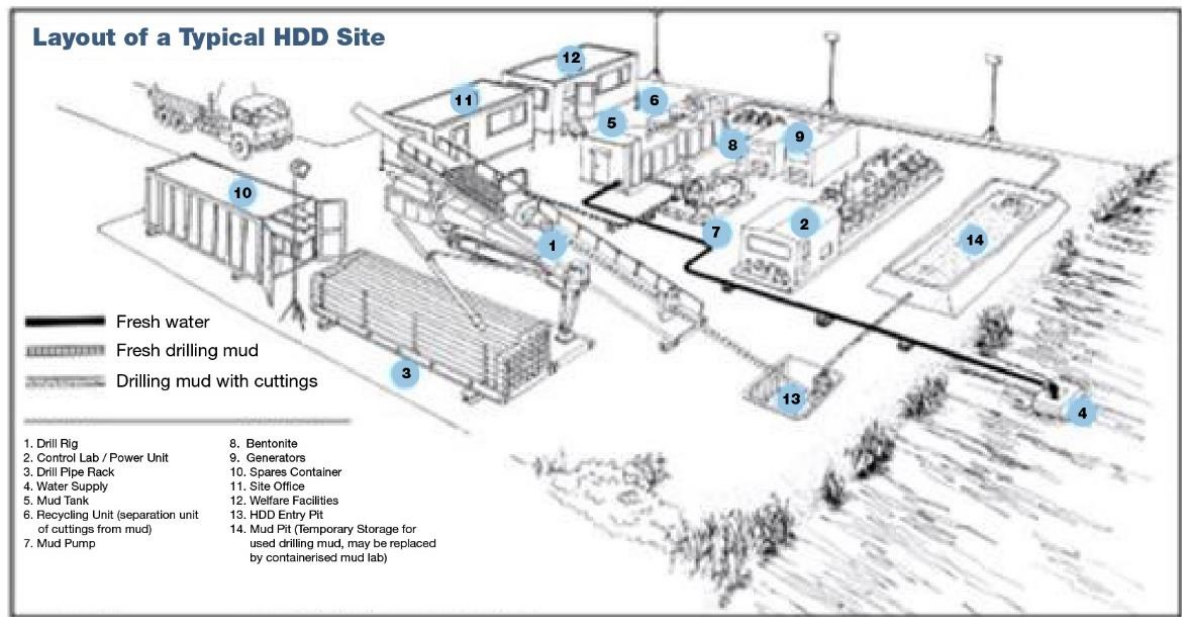 Layout of a Typical HDD Site
12
11
6
5
9
8
10
2
7
14
1
Fresh water
Fresh drilling mud
Drilling mud with cuttings
3
13
4
1. Drill Rig
2. Control Lab / Power Unit
3. Drill Pipe Rack
4. Water Supply
5. Mud Tank
6. Recycling Unit (separation unit
of cuttings from mud)
7. Mud Pump
8. Bentonite
9. Generators
10. Spares Container
11. Site Office
12. Welfare Facilities
13. HDD Entry Pit
14. Mud Pit (Temporary Storage for
used drilling mud, may be replaced
by containerised mud lab)